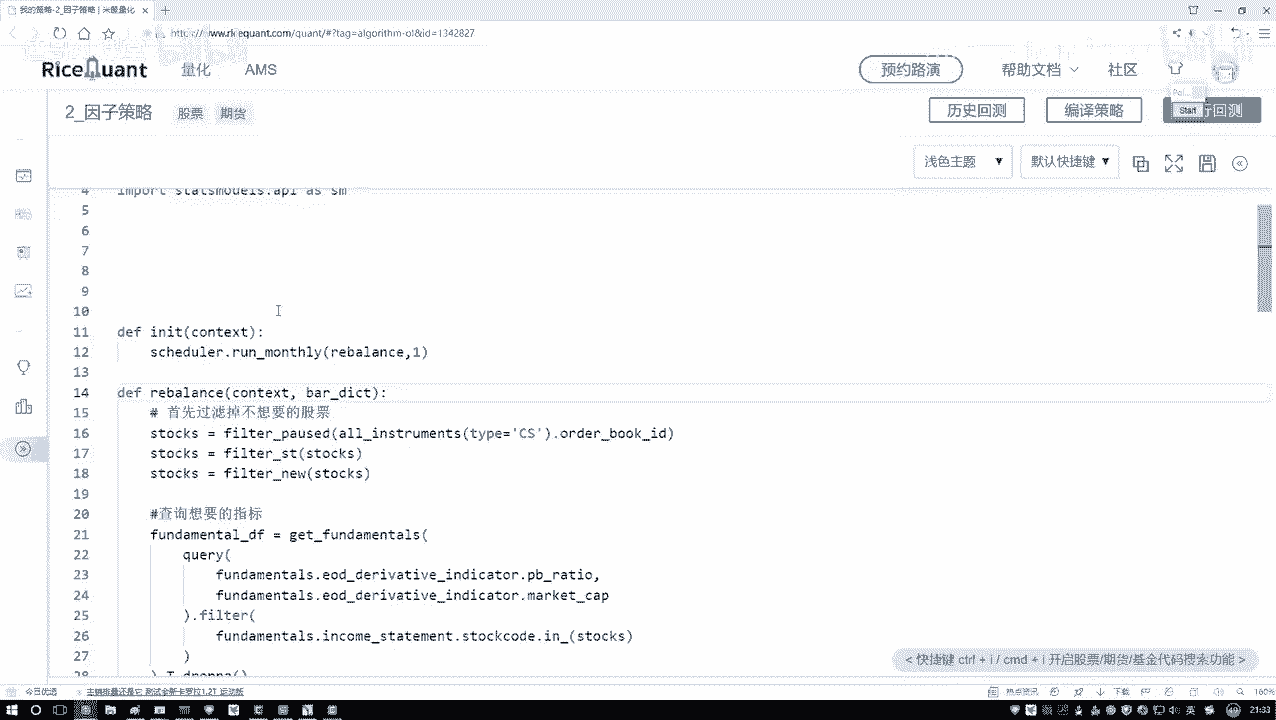 我的策略-2_因子策略 | 米筐量化
www.ricequant.com/quant/#?tag=algorithm-ol&id=1342827
RiceQuant 量化 AMS 预约路演 帮助文档 社区
2_因子策略 股票 期货 历史回测 编译策略 Start 回测
浅色主题 默认快捷键
4 import statsmodels.api as sm
5
6
7
8
9
10
11 def init(context):
12 scheduler.run_monthly(rebalance,1)
13
14 def rebalance(context, bar_dict):
15 # 首先过滤掉不想要的股票
16 stocks = filter_paused(all_instruments(type='CS').order_book_id)
17 stocks = filter_st(stocks)
18 stocks = filter_new(stocks)
19
20 #查询想要的指标
21 fundamental_df = get_fundamentals(
22 query(
23 fundamentals.eod_derivative_indicator.pb_ratio,
24 fundamentals.eod_derivative_indicator.market_cap
25 ).filter(
26 fundamentals.income_statement.stockcode.in_(stocks)
27 )
28 ).T.dropna()
< 快捷键 ctrl + i / cmd + i 开启股票/期货/基金代码搜索功能 >
今日优选
下载 160%
英 21:33